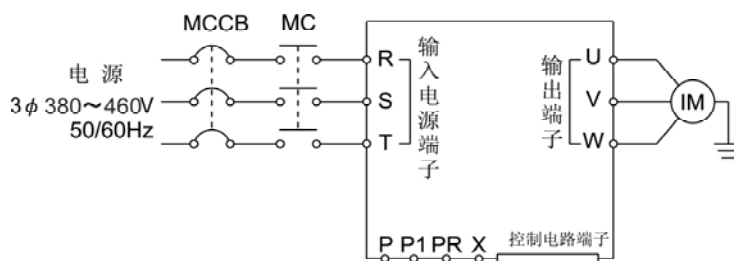 MCCB MC
电 源
3φ 380～460V
50/60Hz
R
S
T
输入电源端子
输出端子
U
V
W
IM
P P1 PR X
控制电路端子